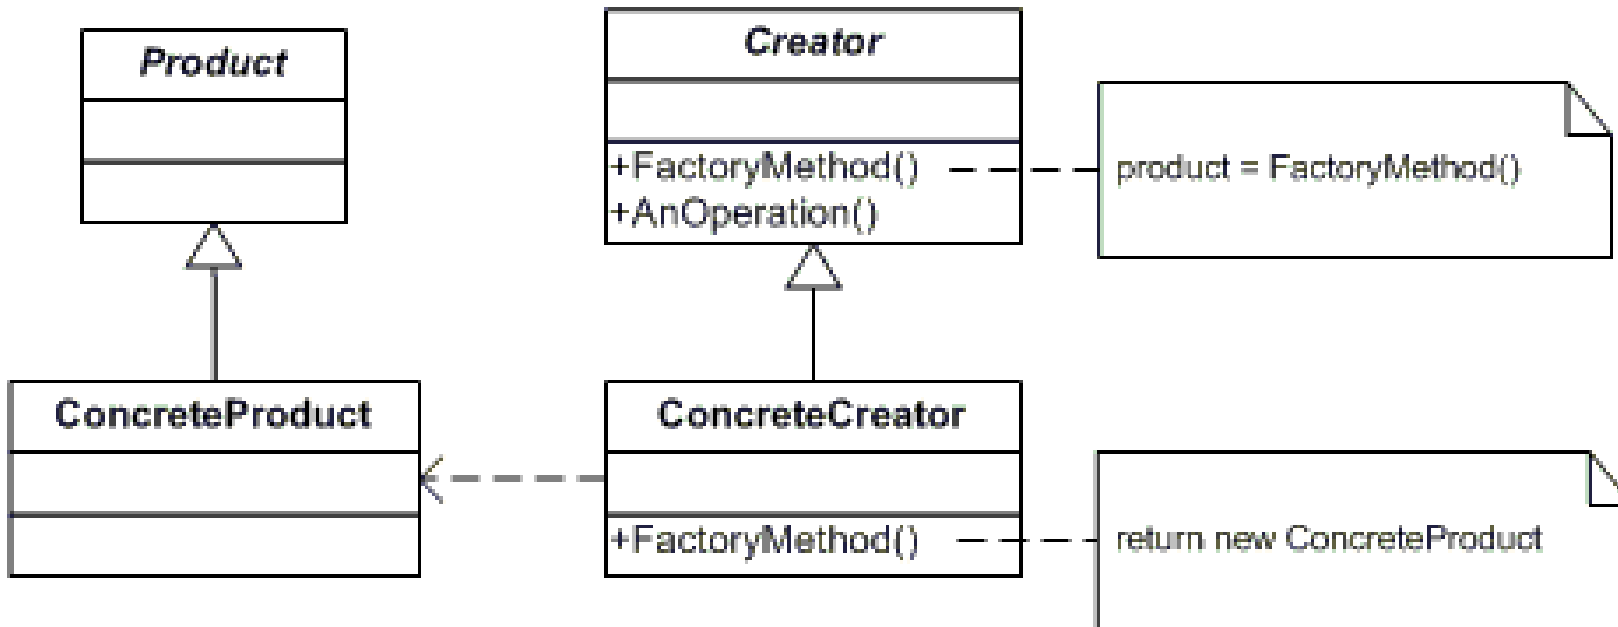 Product
Creator
+FactoryMethod()
+AnOperation()
product = FactoryMethod()
ConcreteProduct
ConcreteCreator
+FactoryMethod()
return new ConcreteProduct